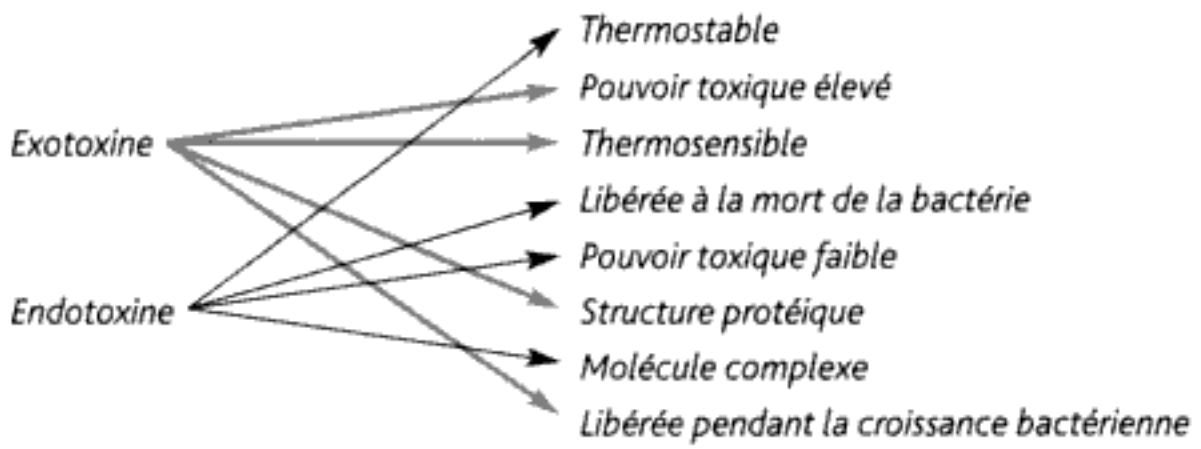 Exotoxine
Endotoxine
Thermostable
Pouvoir toxique élevé
Thermosensible
Libérée à la mort de la bactérie
Pouvoir toxique faible
Structure protéique
Molécule complexe
Libérée pendant la croissance bactérienne